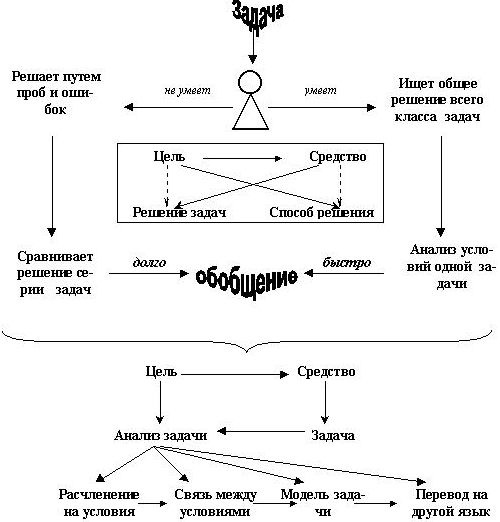 Задача
Решает путем
проб и оши-
бок
не умеет
умеет
Ищет общее
решение всего
класса задач
Цель
Средство
Решение задач
Способ решения
Сравнивает
решение се-
рии задач
долго
обобщение
быстро
Анализ усло-
вий одной за-
дачи
Цель
Средство
Анализ задачи
Задача
Расчленение
на условия
Связь между
условиями
Модель зада-
чи
Перевод на
другой язык